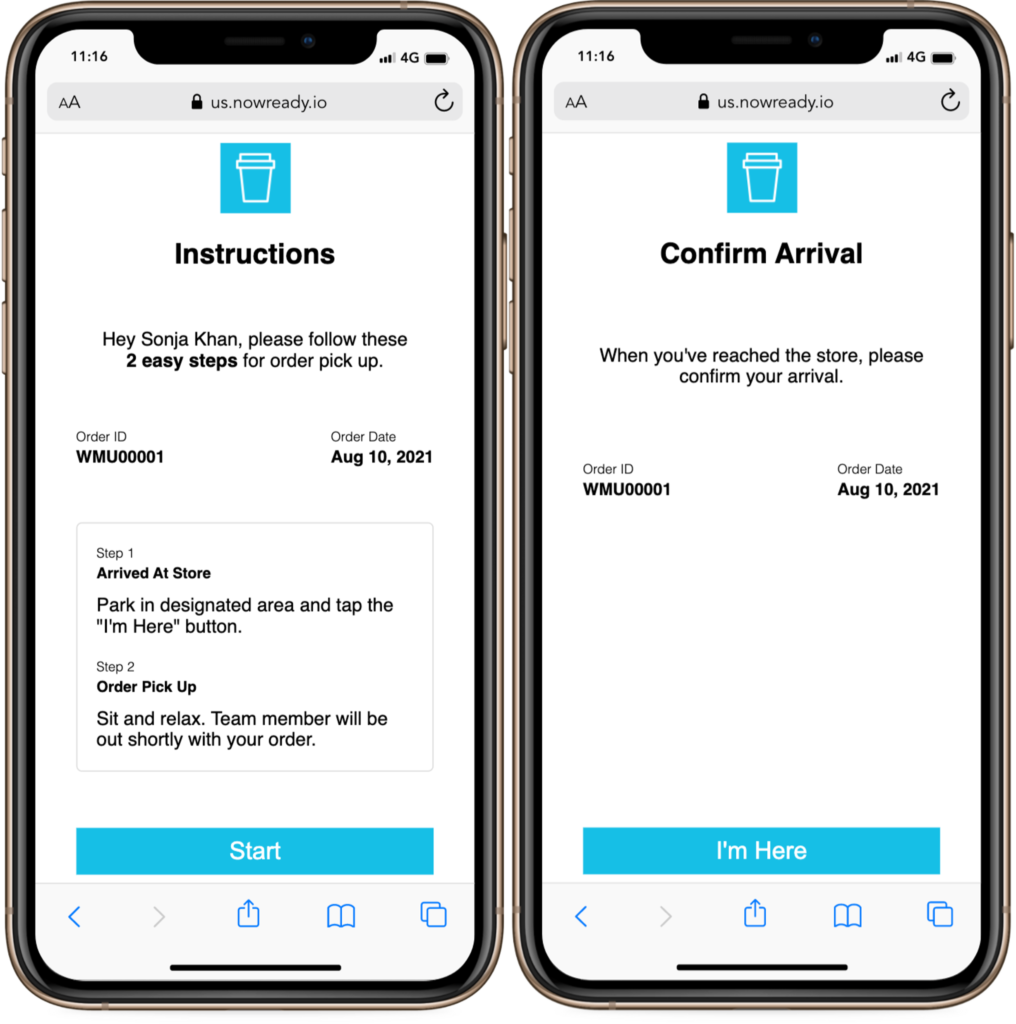 11:16
4G
AA
us.nowready.io
Instructions
Hey Sonja Khan, please follow these
2 easy steps for order pick up.
Order ID
Order Date
WMU00001
Aug 10, 2021
Step 1
Arrived At Store
Park in designated area and tap the
"I'm Here" button.
Step 2
Order Pick Up
Sit and relax. Team member will be
out shortly with your order.
Start
11:16
4G
AA
us.nowready.io
Confirm Arrival
When you've reached the store, please
confirm your arrival.
Order ID
Order Date
WMU00001
Aug 10, 2021
I'm Here